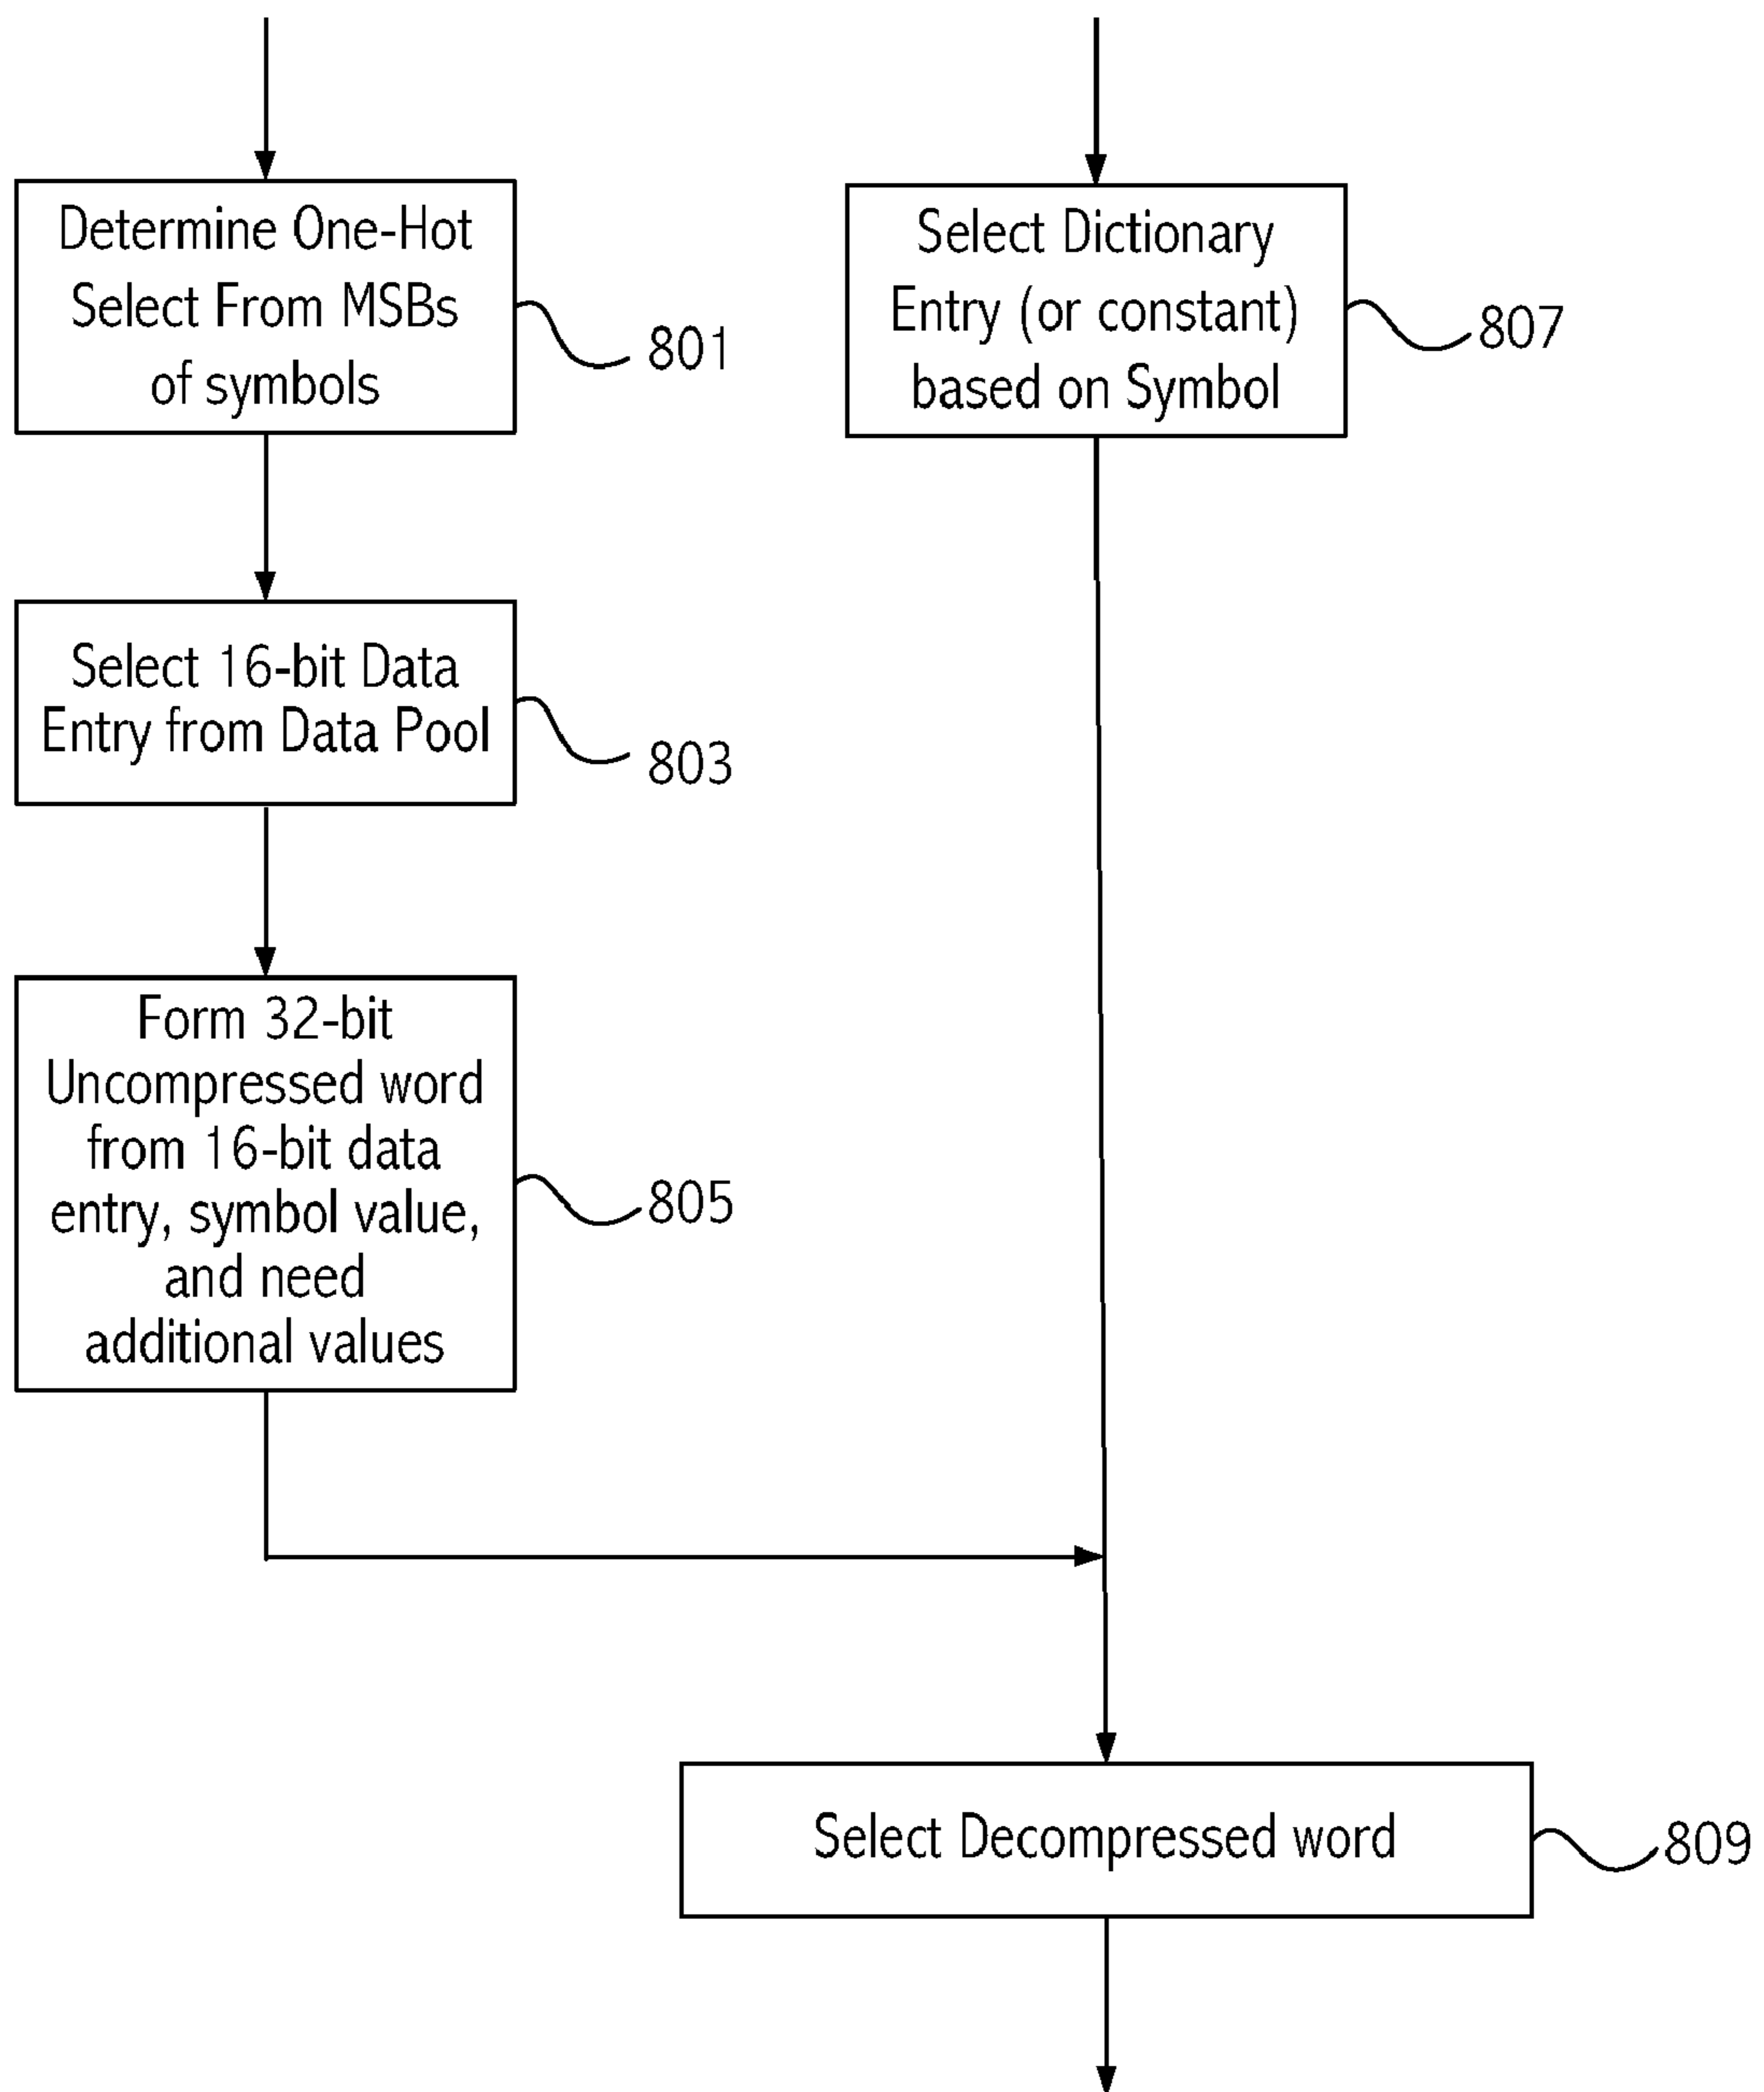 Determine One-Hot
Select From MSBs
of symbols
801
Select Dictionary
Entry (or constant)
based on Symbol
807
Select 16-bit Data
Entry from Data Pool
803
Form 32-bit
Uncompressed word
from 16-bit data
entry, symbol value,
and need
additional values
805
Select Decompressed word
809